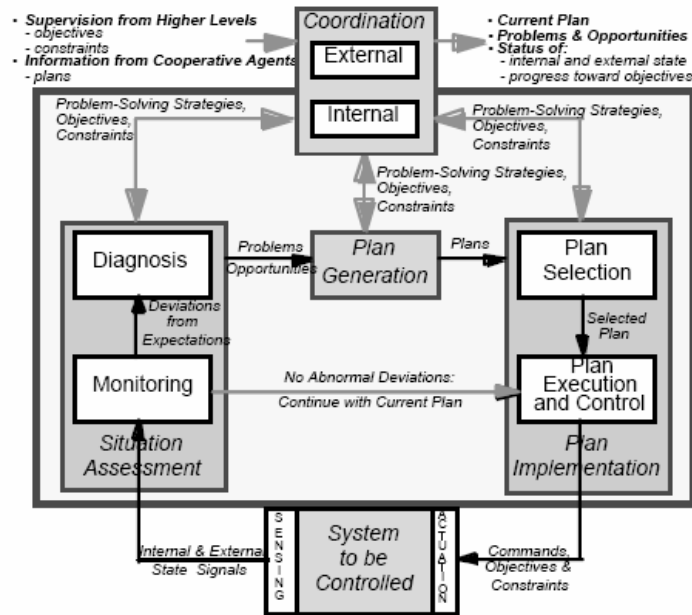 • Supervision from Higher Levels
- objectives
- constraints
• Information from Cooperative Agents
- plans
Coordination
External
Internal
• Current Plan
• Problems & Opportunities
• Status of:
- internal and external state
- progress toward objectives
Problem-Solving Strategies,
Objectives,
Constraints
Problem-Solving Strategies,
Objectives,
Constraints
Problem-Solving Strategies,
Objectives,
Constraints
Diagnosis
Problems
Opportunities
Plan
Generation
Plans
Plan
Selection
Deviations
from
Expectations
Selected
Plan
Monitoring
No Abnormal Deviations:
Continue with Current Plan
Plan
Execution
and Control
Situation
Assessment
Plan
Implementation
Internal & External
State Signals
SENSING
System
to be
Controlled
ACTUATION
Commands,
Objectives &
Constraints